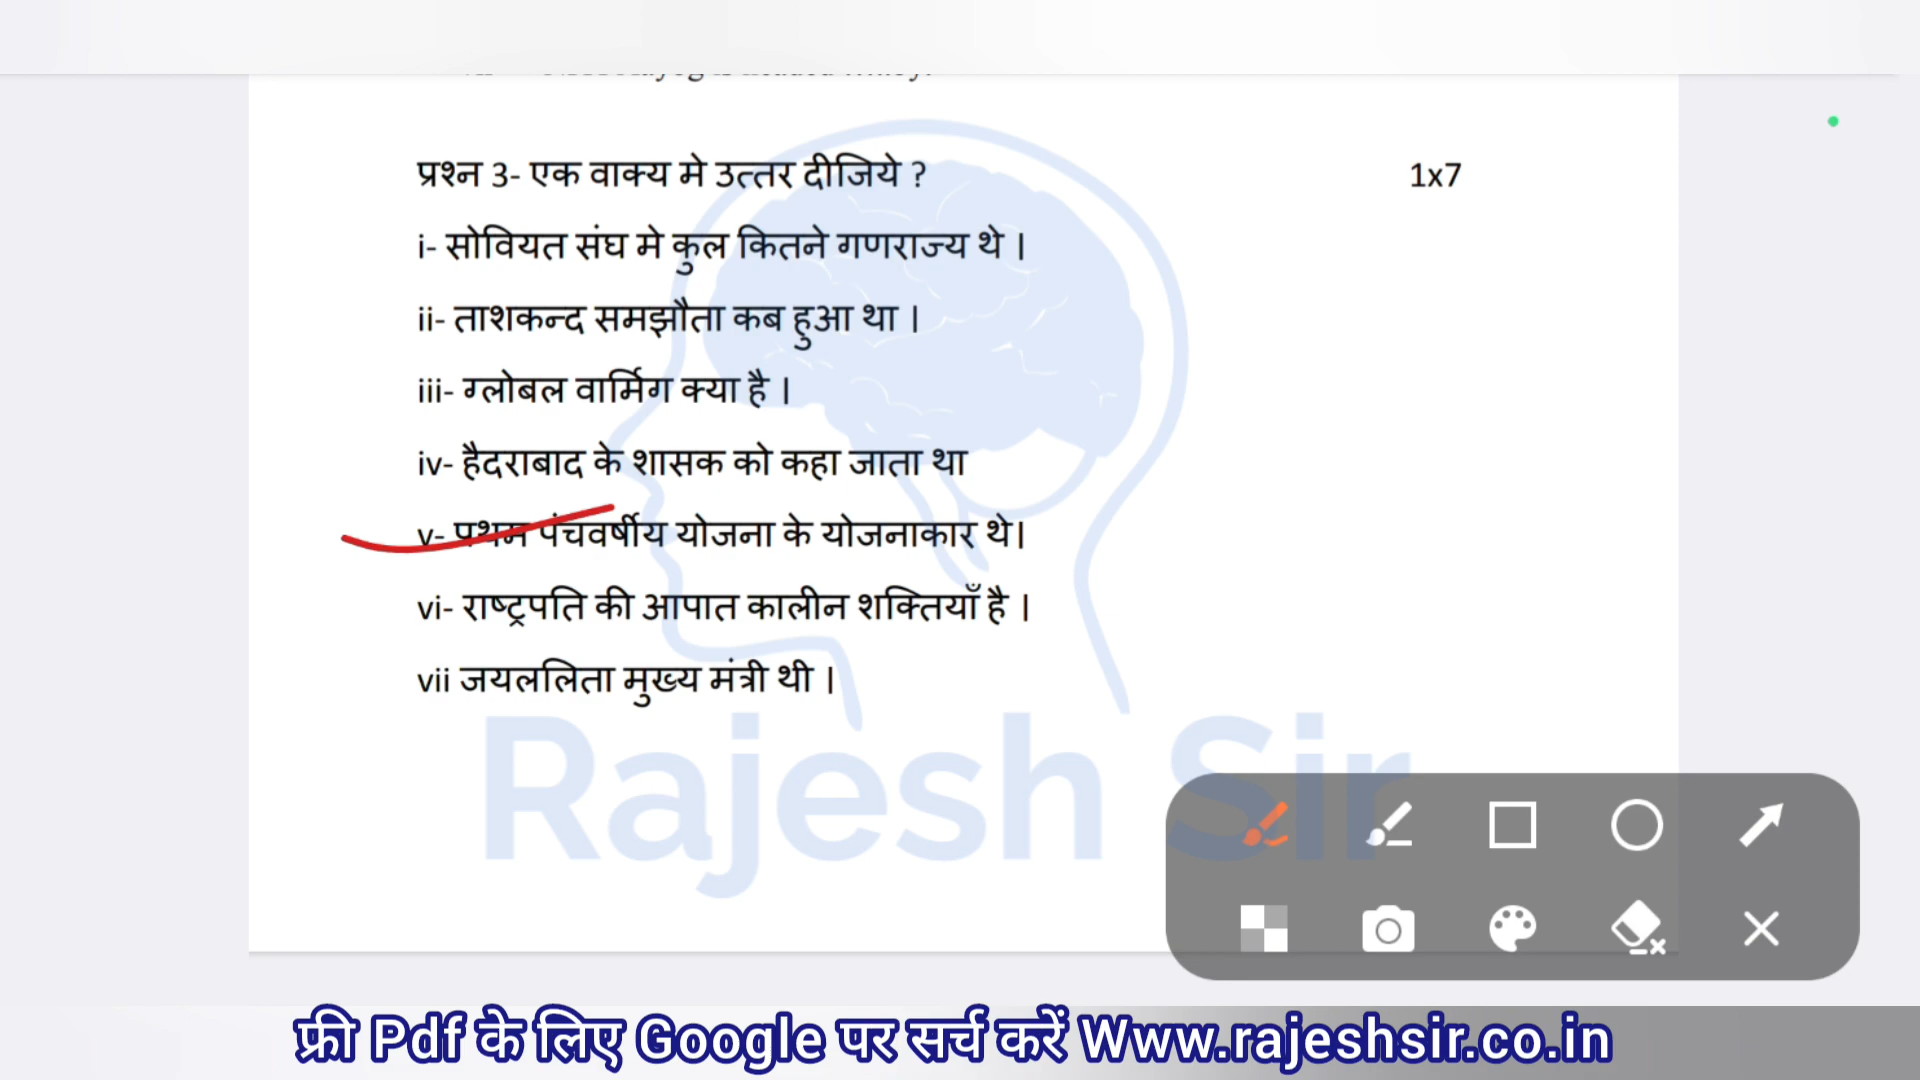 प्रश्न 3- एक वाक्य मे उत्तर दीजिये ? 1x7
i- सोवियत संघ मे कुल कितने गणराज्य थे ।
ii- ताशकन्द समझौता कब हुआ था ।
iii- ग्लोबल वार्मिग क्या है ।
iv- हैदराबाद के शासक को कहा जाता था
v- प्रथम पंचवर्षीय योजना के योजनाकार थे।
vi- राष्ट्रपति की आपात कालीन शक्तियाँ है ।
vii जयललिता मुख्य मंत्री थी ।
Rajesh Sir
फ्री Pdf के लिए Google पर सर्च करें Www.rajeshsir.co.in